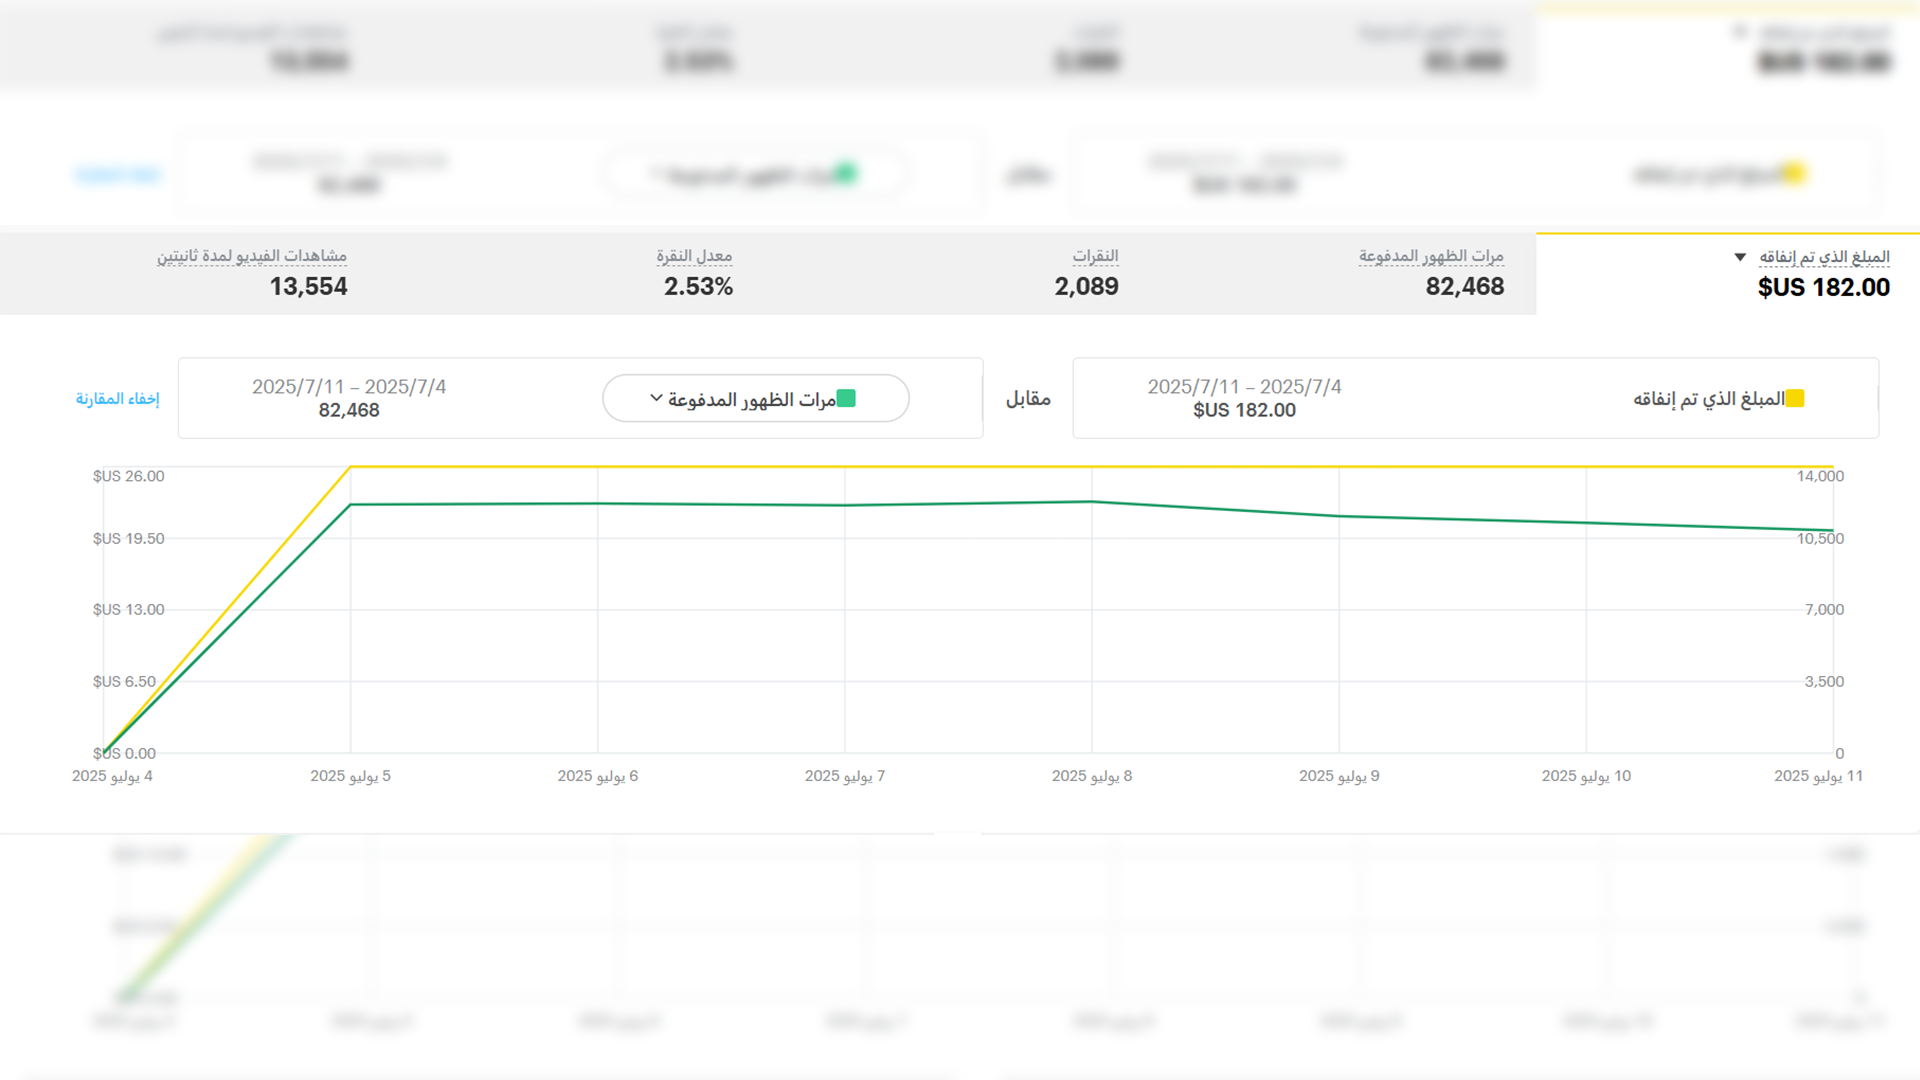 المبلغ الذي تم إنفاقه
$US 182.00
مرات الظهور المدفوعة
82,468
النقرات
2,089
معدل النقرة
2.53%
مشاهدات الفيديو لمدة ثانيتين
13,554
المبلغ الذي تم إنفاقه
2025/7/11 – 2025/7/4
$US 182.00
مقابل
مرات الظهور المدفوعة
2025/7/11 – 2025/7/4
82,468
إخفاء المقارنة
$US 26.00
$US 19.50
$US 13.00
$US 6.50
$US 0.00
14,000
10,500
7,000
3,500
0
4 يوليو 2025
5 يوليو 2025
6 يوليو 2025
7 يوليو 2025
8 يوليو 2025
9 يوليو 2025
10 يوليو 2025
11 يوليو 2025